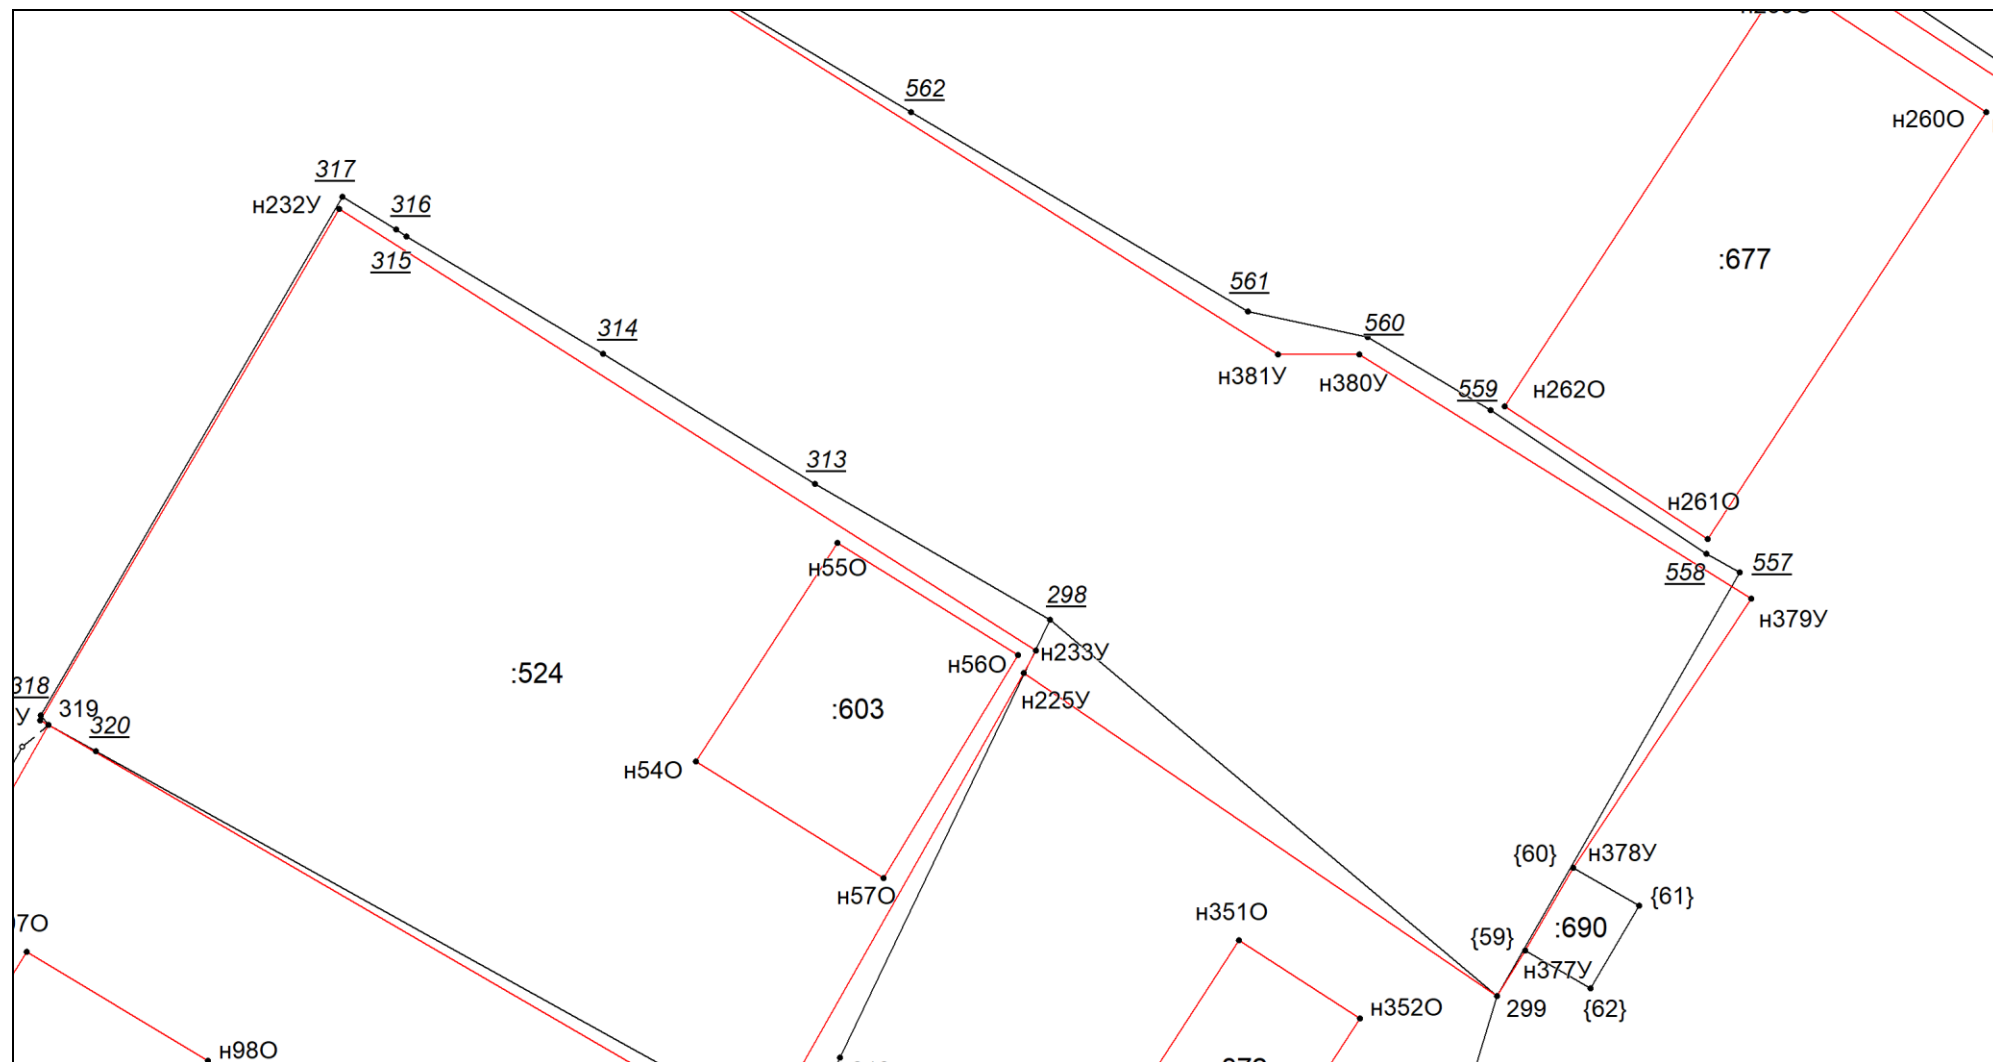 562
н260О
317
н232У
316
315
:677
561
314
560
н381У
н380У
559
н262О
313
н261О
н55О
558
557
298
н379У
н56О
н233У
:524
318
У
319
н225У
320
:603
н54О
{60}
н378У
н57О
{61}
7О
н351О
{59}
:690
н377У
н352О
299
{62}
н98О